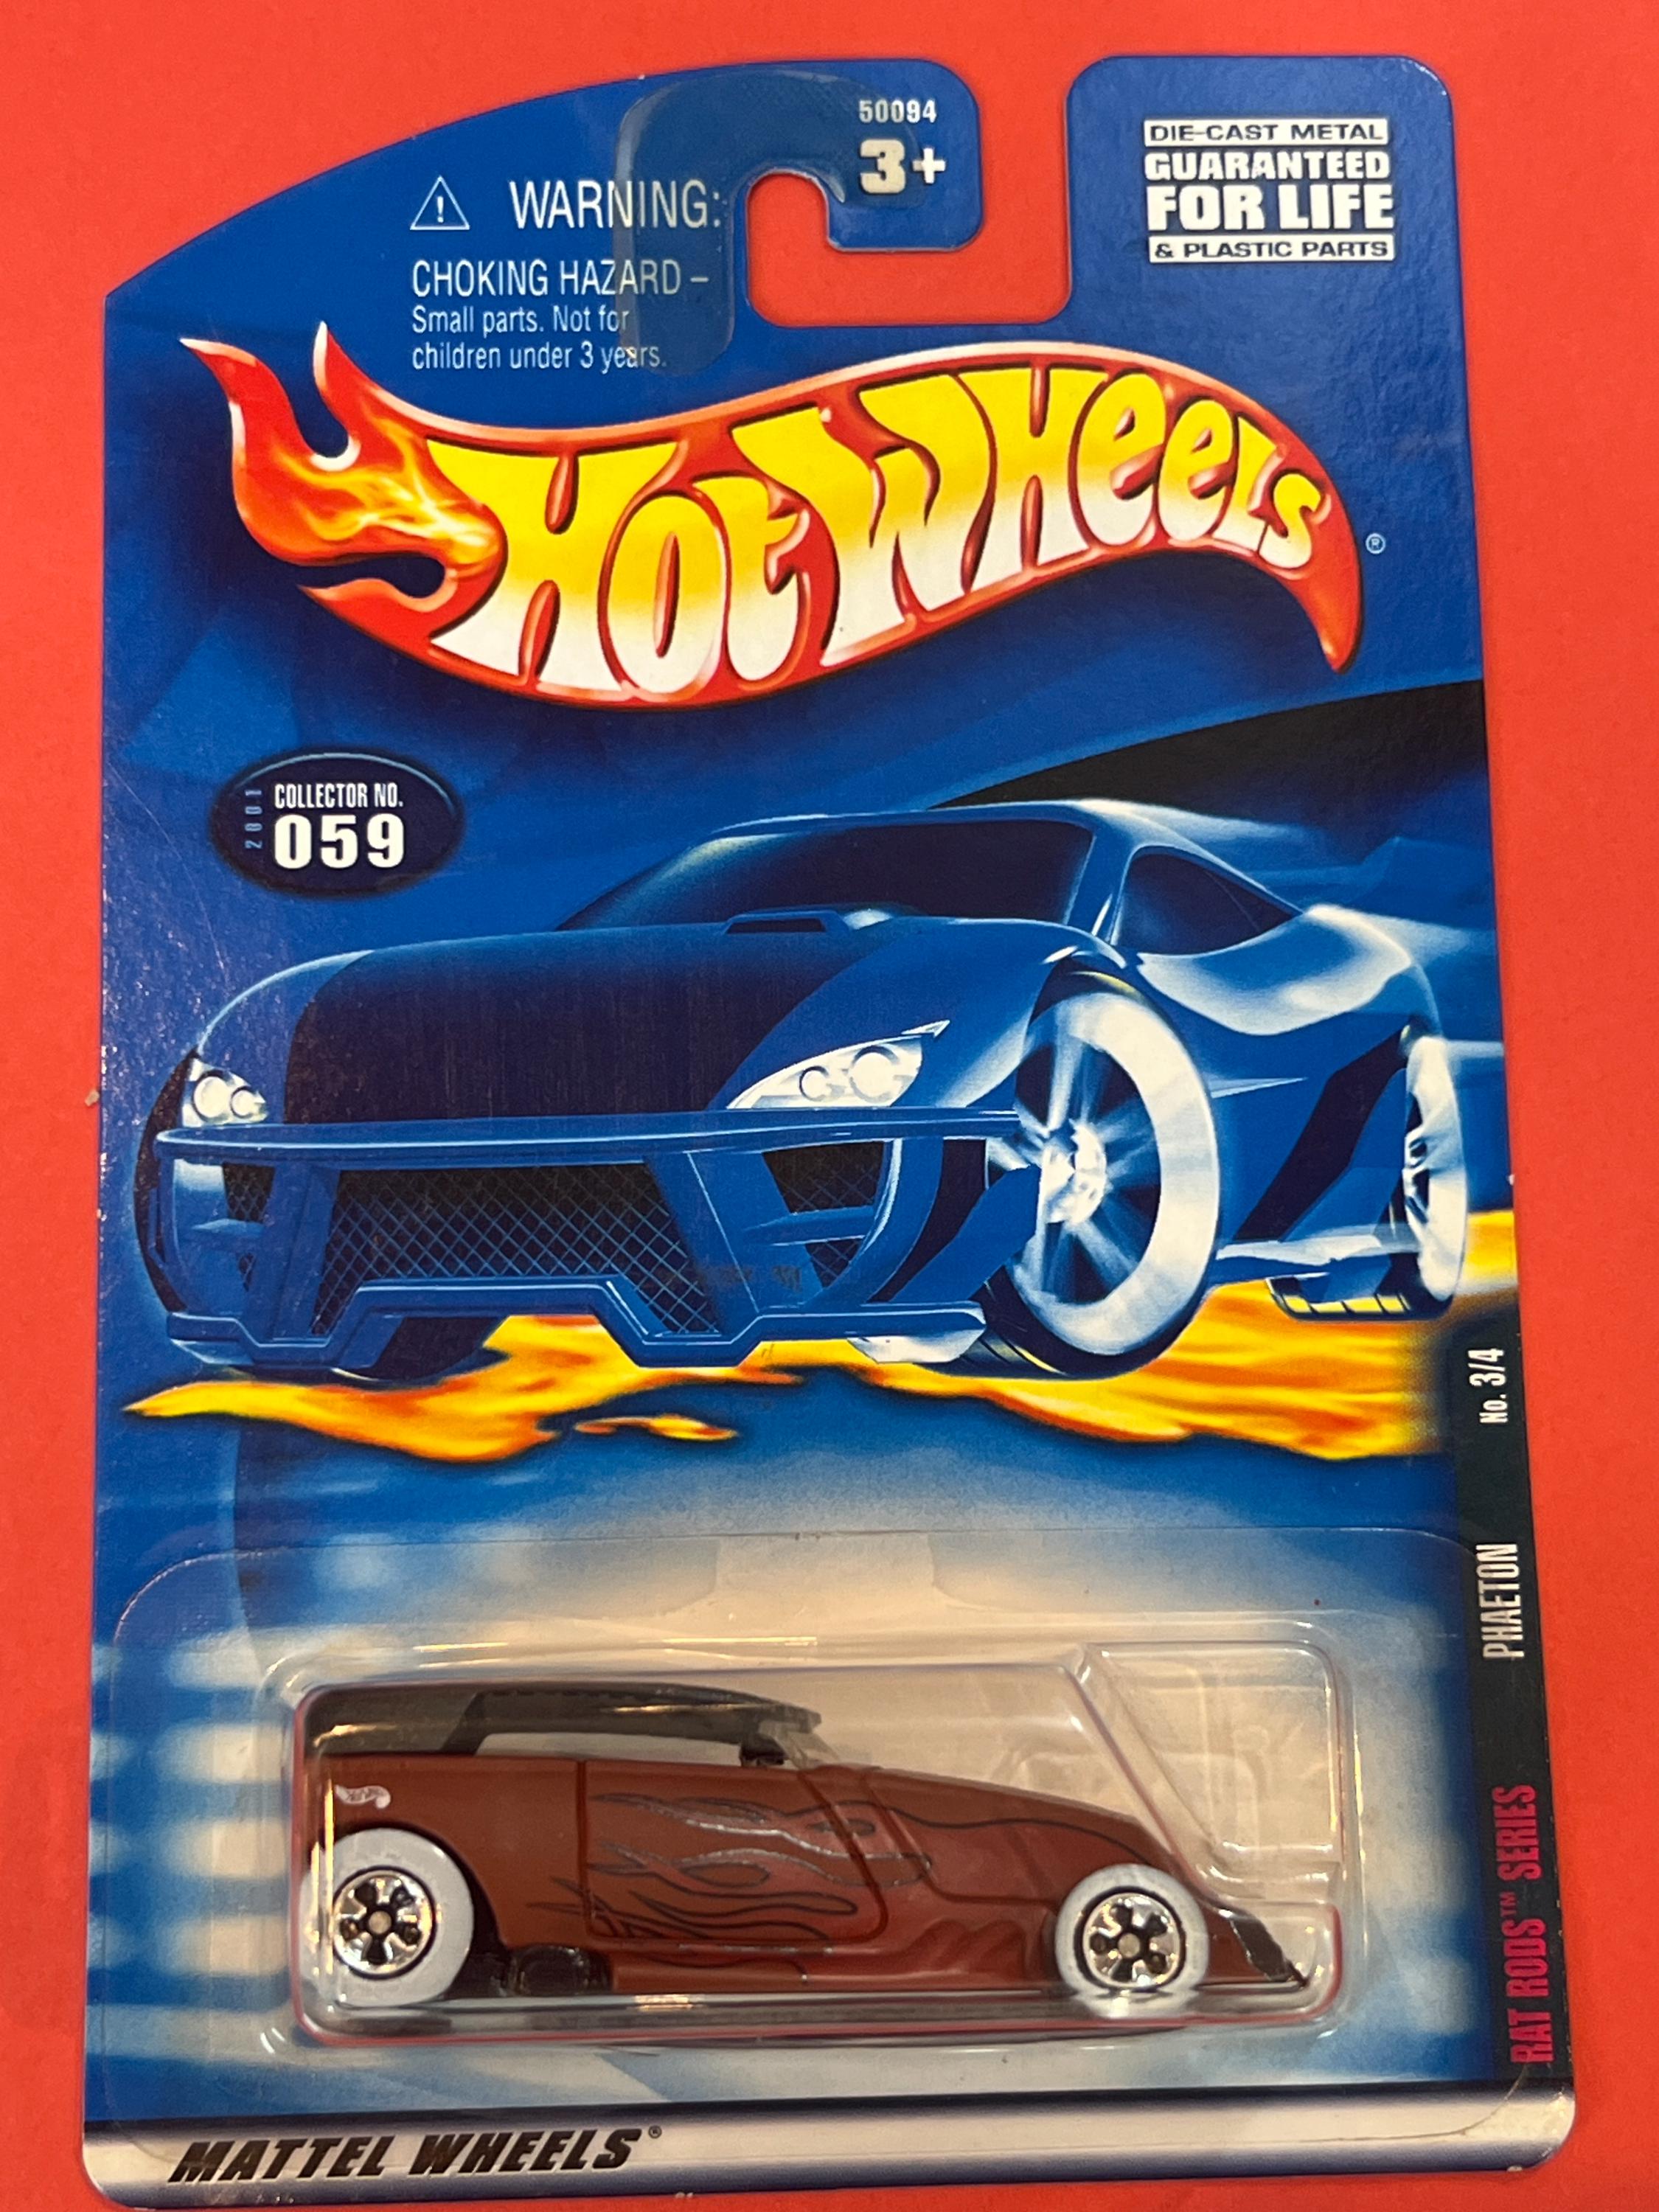 50094
3+
WARNING:
CHOKING HAZARD –
Small parts. Not for
children under 3 years.
DIE-CAST METAL
GUARANTEED
FOR LIFE
& PLASTIC PARTS
HOT WHEELS®
2001
COLLECTOR NO.
059
RAT RODS™ SERIES PHAETON No. 3/4
MATTEL WHEELS®